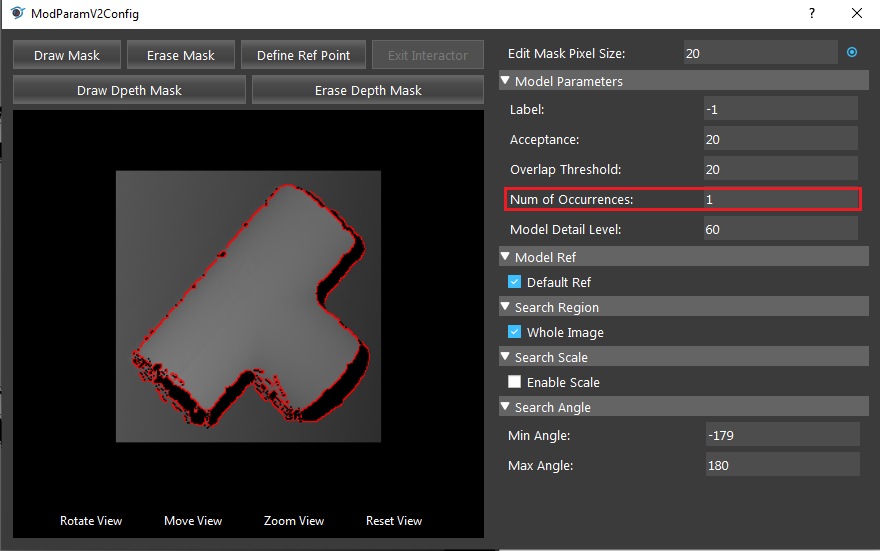 ModParamV2Config
?
Draw Mask
Erase Mask
Define Ref Point
Exit Interactor
Draw Dpeth Mask
Erase Depth Mask
Rotate View
Move View
Zoom View
Reset View
Edit Mask Pixel Size: 20
Model Parameters
Label: -1
Acceptance: 20
Overlap Threshold: 20
Num of Occurrences: 1
Model Detail Level: 60
Model Ref
Default Ref
Search Region
Whole Image
Search Scale
Enable Scale
Search Angle
Min Angle: -179
Max Angle: 180